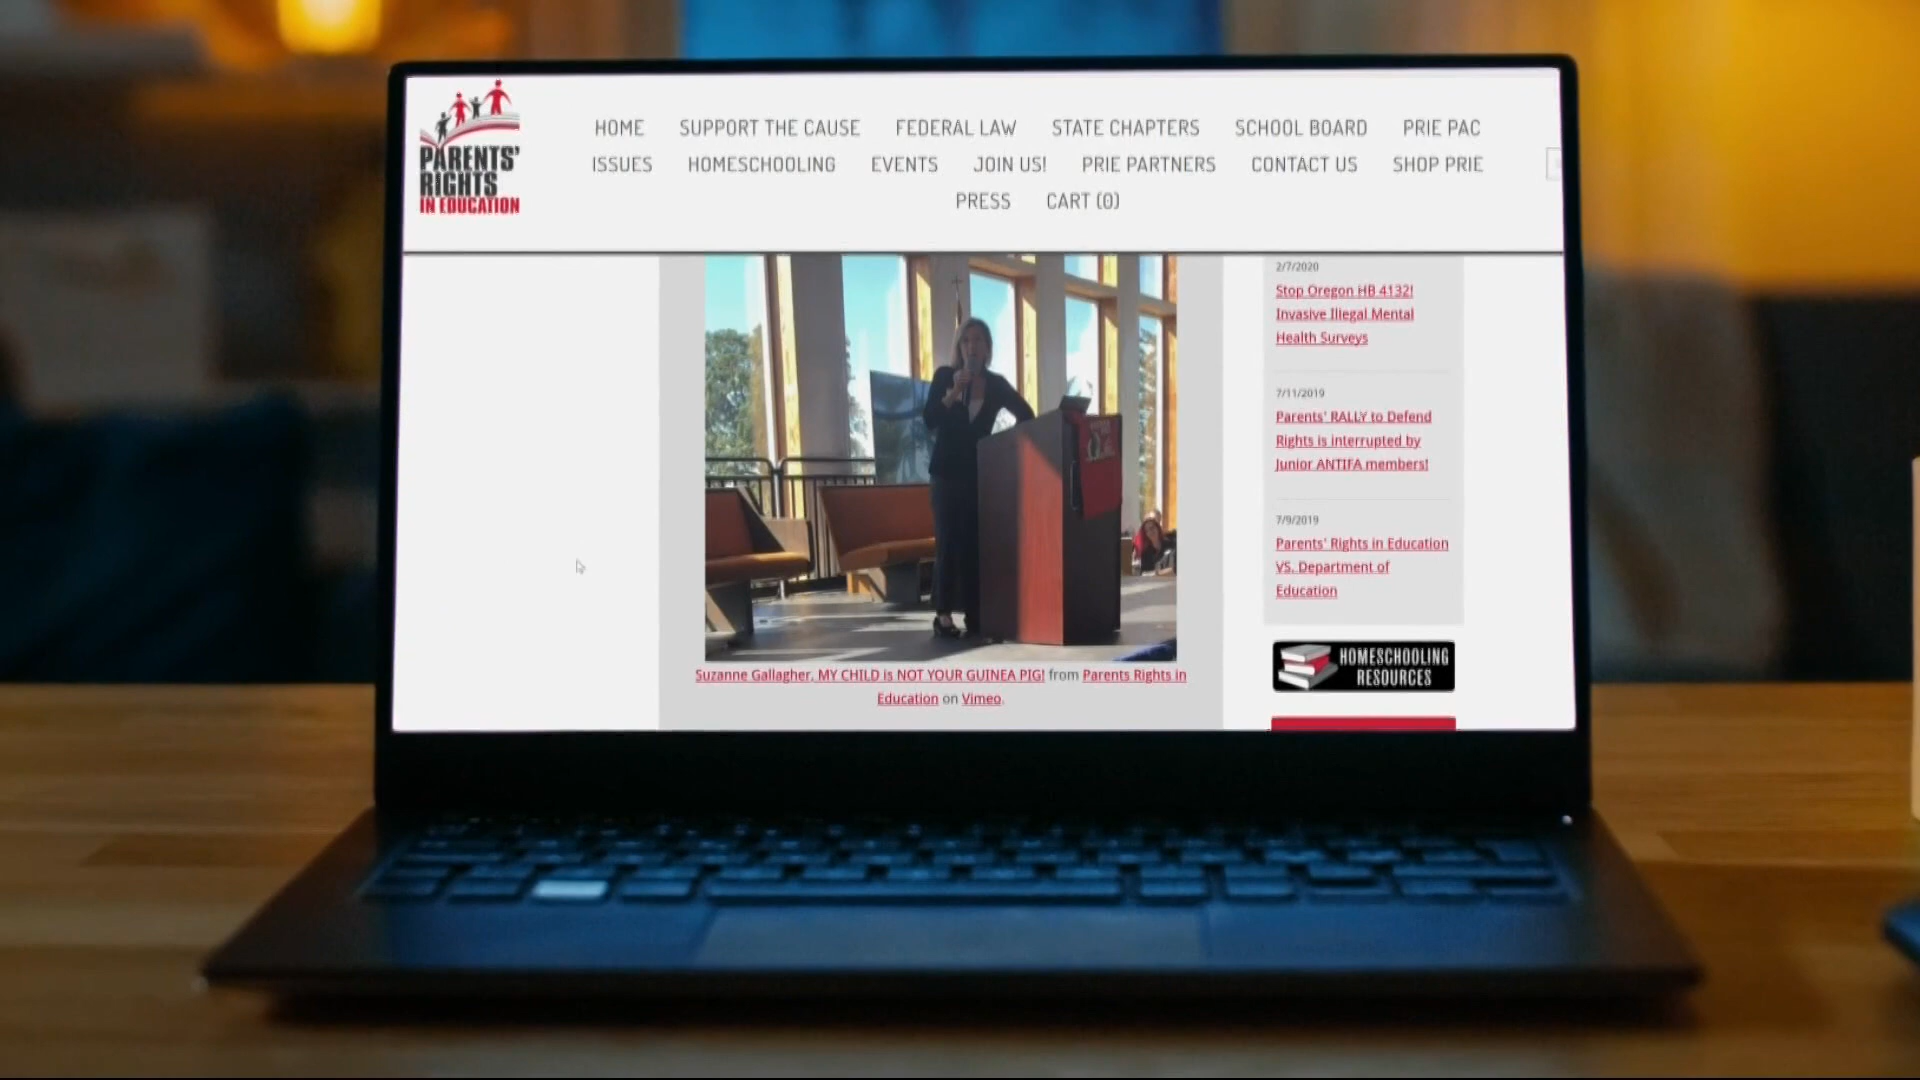 PARENTS'
RIGHTS
IN EDUCATION
HOME SUPPORT THE CAUSE FEDERAL LAW STATE CHAPTERS SCHOOL BOARD PRIE PAC
ISSUES HOMESCHOOLING EVENTS JOIN US! PRIE PARTNERS CONTACT US SHOP PRIE
PRESS CART (0)
Suzanne Gallagher, MY CHILD is NOT YOUR GUINEA PIG! from Parents Rights in
Education on Vimeo.
2/7/2020
Stop Oregon HB 4132!
Invasive Illegal Mental
Health Surveys
7/11/2019
Parents' RALLY to Defend
Rights is interrupted by
Junior ANTIFA members!
7/9/2019
Parents' Rights in Education
VS. Department of
Education
HOMESCHOOLING
RESOURCES